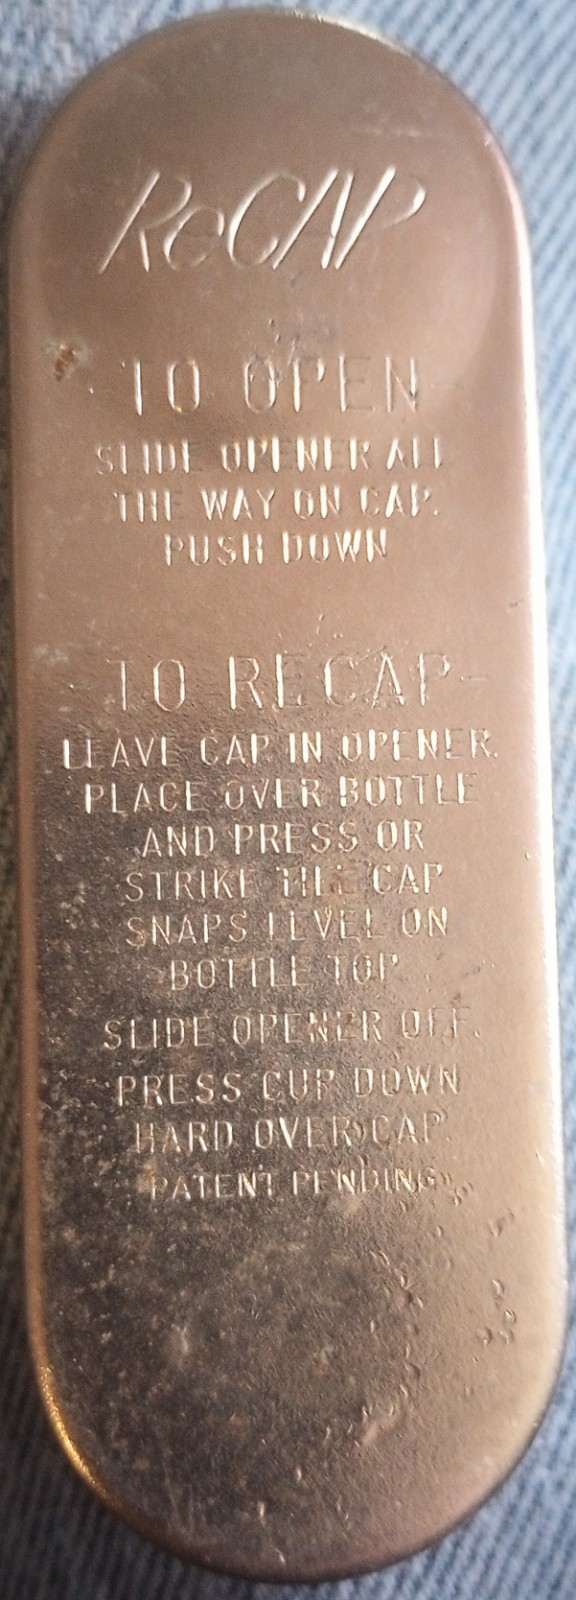 ReCAP
-TO OPEN-
SLIDE OPENER ALL
THE WAY ON CAP.
PUSH DOWN
-TO RECAP-
LEAVE CAP IN OPENER.
PLACE OVER BOTTLE
AND PRESS OR
STRIKE TILL CAP
SNAPS LEVEL ON
BOTTLE TOP
SLIDE OPENER OFF.
PRESS CUP DOWN
HARD OVER CAP.
PATENT PENDING